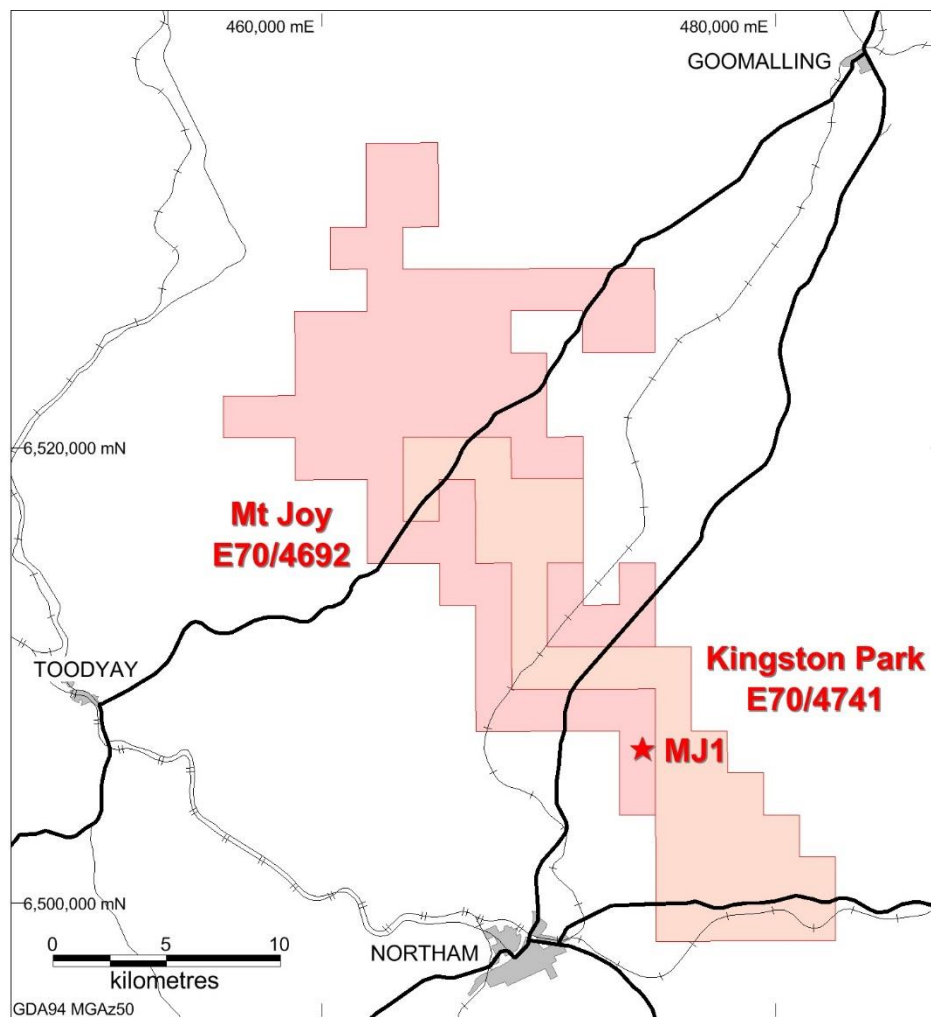 460,000 mE
480,000 mE
GOOMALLING
6,520,000 mN
Mt Joy
E70/4692
TOODYAY
Kingston Park
E70/4741
MJ1
6,500,000 mN
NORTHAM
0 5 10
kilometres
GDA94 MGAz50